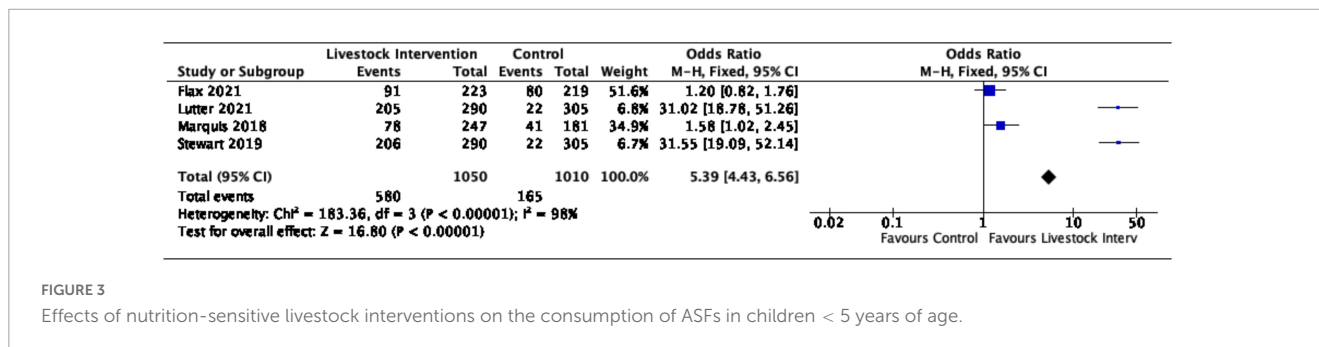 Livestock Intervention Control Odds Ratio Odds Ratio
Study or Subgroup Events Total Events Total Weight M-H, Fixed, 95% CI M-H, Fixed, 95% CI
Flax 2021 91 223 80 219 51.6% 1.20 [0.82, 1.76]
Lutter 2021 205 290 22 305 6.8% 31.02 [18.78, 51.26]
Marquis 2018 78 247 41 181 34.9% 1.58 [1.02, 2.45]
Stewart 2019 206 290 22 305 6.7% 31.55 [19.09, 52.14]
Total (95% CI) 1050 1010 100.0% 5.39 [4.43, 6.56]
Total events 580 165
Heterogeneity: Chi² = 183.36, df = 3 (P < 0.00001); I² = 98%
Test for overall effect: Z = 16.80 (P < 0.00001)
0.02 0.1 1 10 50
Favours Control Favours Livestock Interv
FIGURE 3
Effects of nutrition-sensitive livestock interventions on the consumption of ASFs in children < 5 years of age.